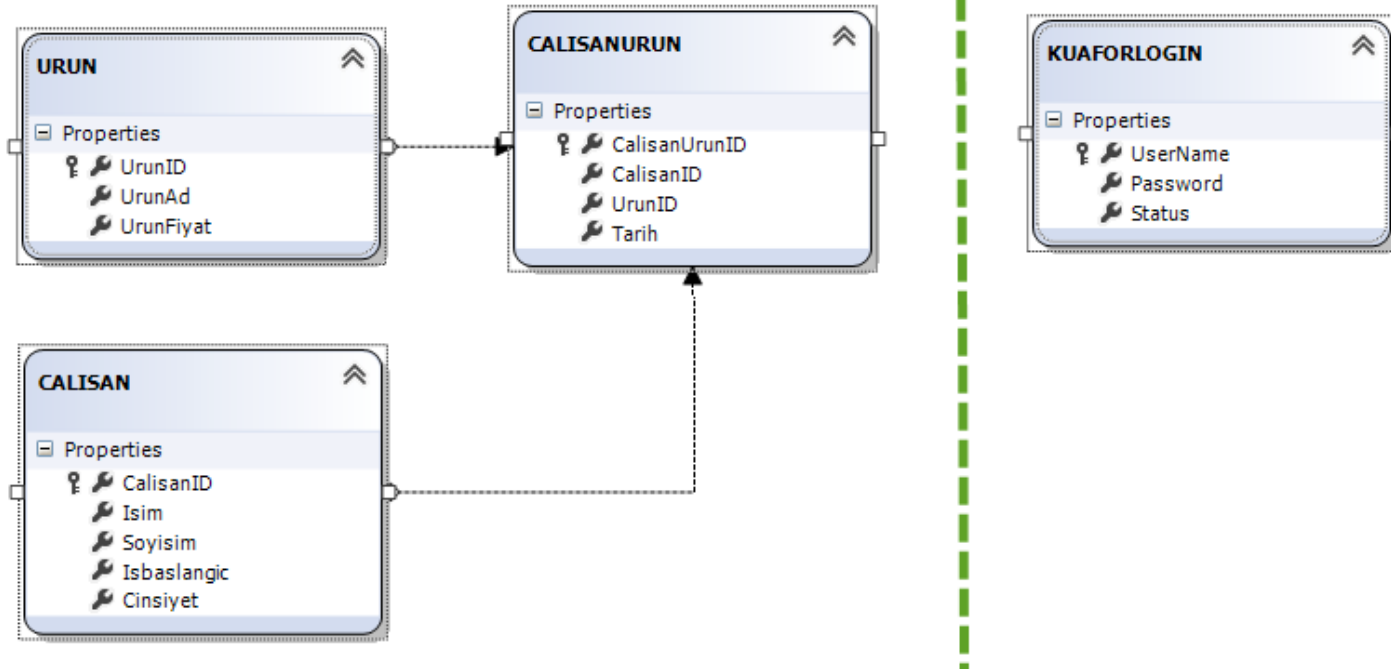 URUN
Properties
UrunID
UrunAd
UrunFiyat
CALISANURUN
Properties
CalisanUrunID
CalisanID
UrunID
Tarih
KUAFORLOGIN
Properties
UserName
Password
Status
CALISAN
Properties
CalisanID
Isim
Soyisim
Isbaslangic
Cinsiyet